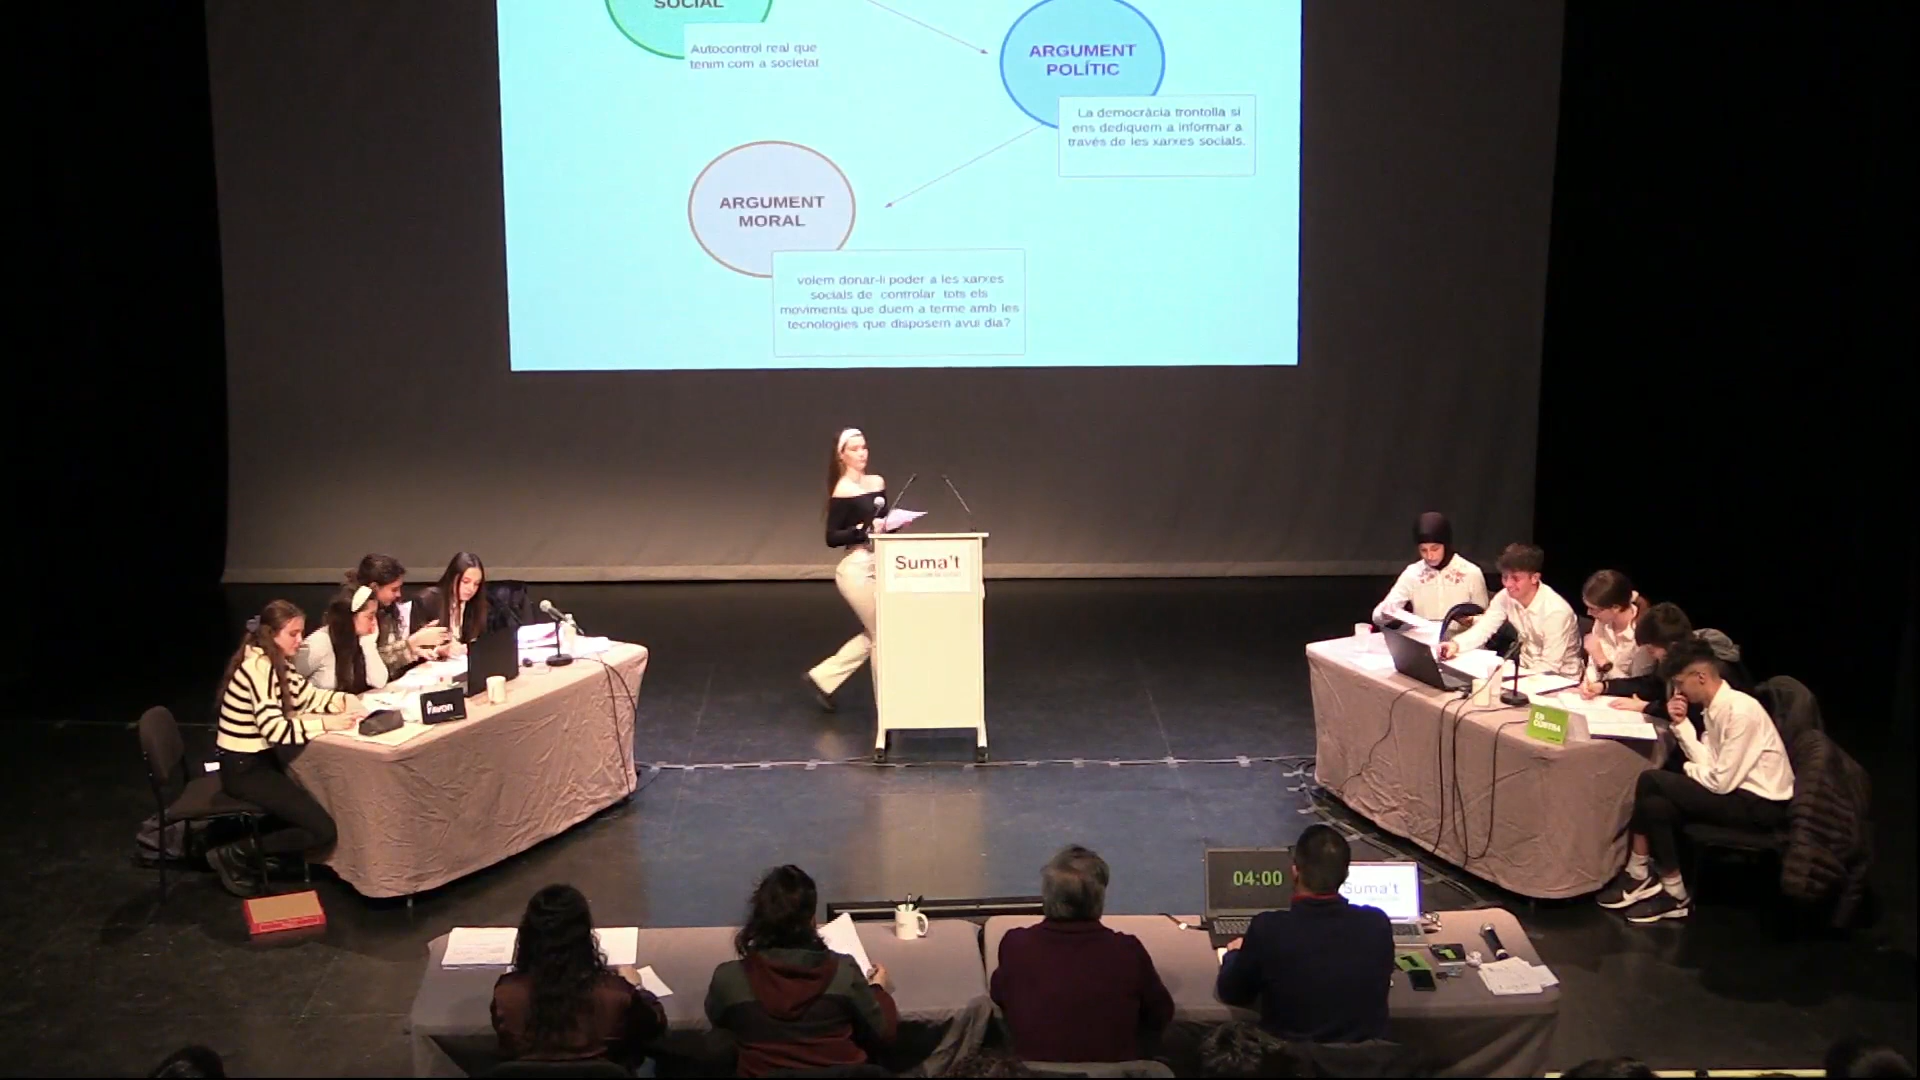 SOCIAL
Autocontrol real que
tenim com a societat
ARGUMENT
POLÍTIC
La democràcia trontolla si
ens dediquem a informar a
través de les xarxes socials.
ARGUMENT
MORAL
volem donar-li poder a les xarxes
socials de controlar tots els
moviments que duem a terme amb les
tecnologies que disposem avui dia?
Suma't
A
FAVOR
EN
CONTRA
04:00
Suma't